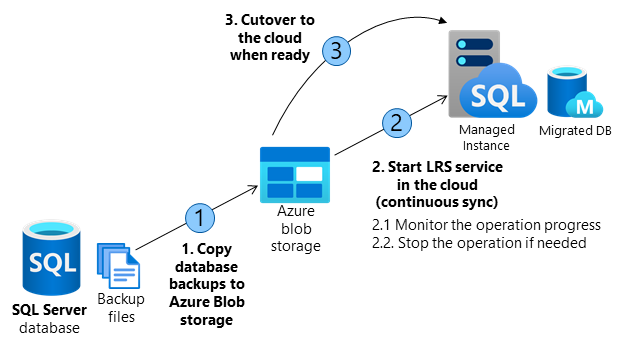 3. Cutover to
the cloud
when ready
3
SQL
M
Managed
Instance
Migrated DB
2
2. Start LRS service
in the cloud
(continuous sync)
2.1 Monitor the operation progress
2.2. Stop the operation if needed
Azure
blob
storage
1
1. Copy
database
backups to
Azure Blob
storage
SQL
SQL Server
database
Backup
files